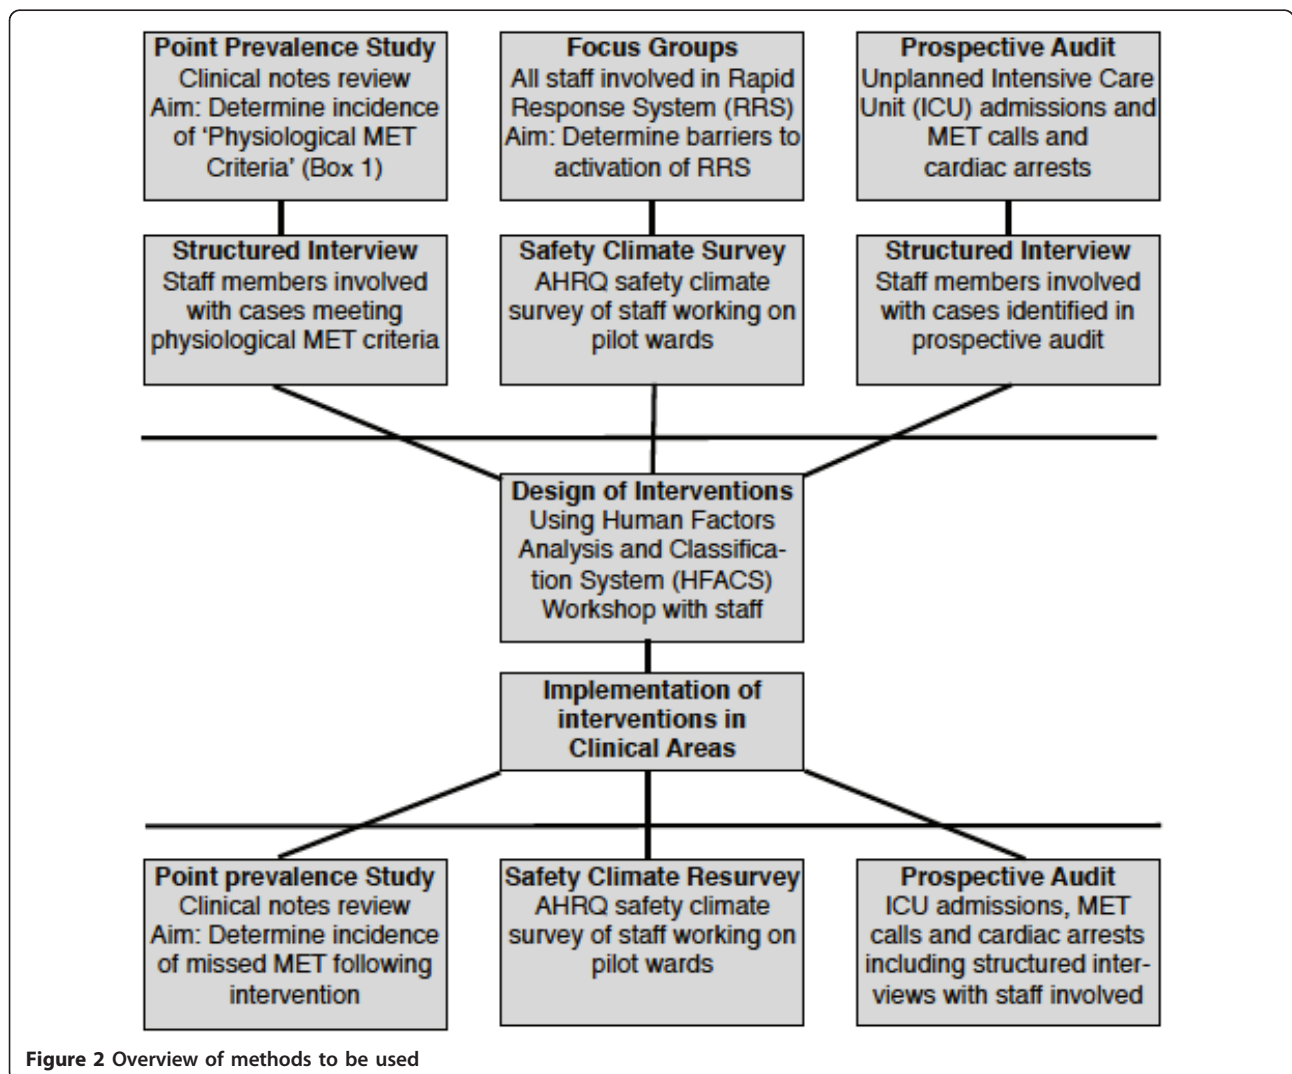 Point Prevalence Study
Clinical notes review
Aim: Determine incidence
of ‘Physiological MET
Criteria’ (Box 1)
Focus Groups
All staff involved in Rapid
Response System (RRS)
Aim: Determine barriers to
activation of RRS
Prospective Audit
Unplanned Intensive Care
Unit (ICU) admissions and
MET calls and
cardiac arrests
Structured Interview
Staff members involved
with cases meeting
physiological MET criteria
Safety Climate Survey
AHRQ safety climate
survey of staff working on
pilot wards
Structured Interview
Staff members involved
with cases identified in
prospective audit
Design of Interventions
Using Human Factors
Analysis and Classifica-
tion System (HFACS)
Workshop with staff
Implementation of
interventions in
Clinical Areas
Point prevalence Study
Clinical notes review
Aim: Determine incidence
of missed MET following
intervention
Safety Climate Resurvey
AHRQ safety climate
survey of staff working on
pilot wards
Prospective Audit
ICU admissions, MET
calls and cardiac arrests
including structured inter-
views with staff involved
Figure 2 Overview of methods to be used